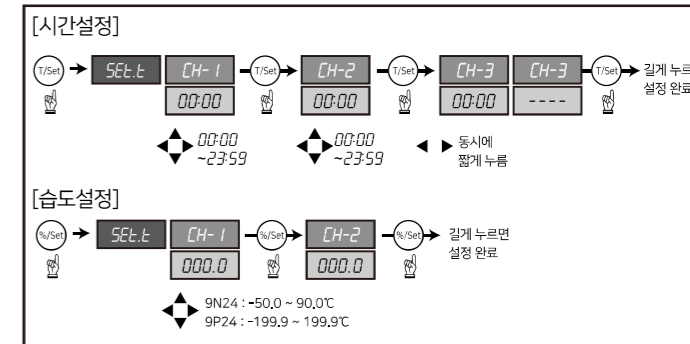 [시간설정]
T/Set SEt.t CH-1 T/Set CH-2 T/Set CH-3 CH-3 T/Set 길게 누르
설정 완료
00:00 00:00 00:00 ----
00:00 ~23:59 00:00 ~23:59 동시에 짧게 누름
[습도설정]
%/Set SEt.t CH-1 %/Set CH-2 %/Set 길게 누르면
설정 완료
000.0 000.0
9N24 : -50.0 ~ 90.0℃
9P24 : -199.9 ~ 199.9℃